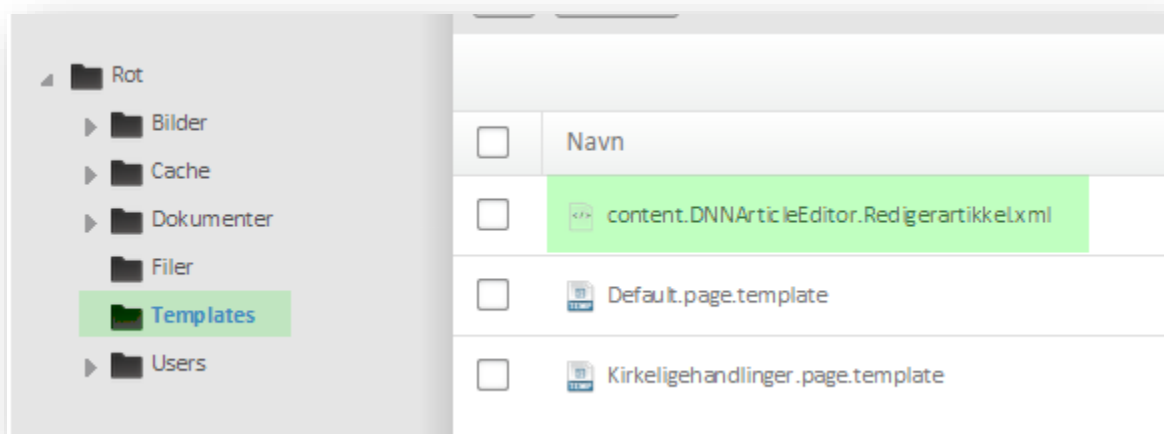 Rot
Bilder
Cache
Dokumenter
Filer
Templates
Users
Navn
content.DNNArticleEditor.Redigerartikkel.xml
Default.page.template
Kirkeligehandlinger.page.template